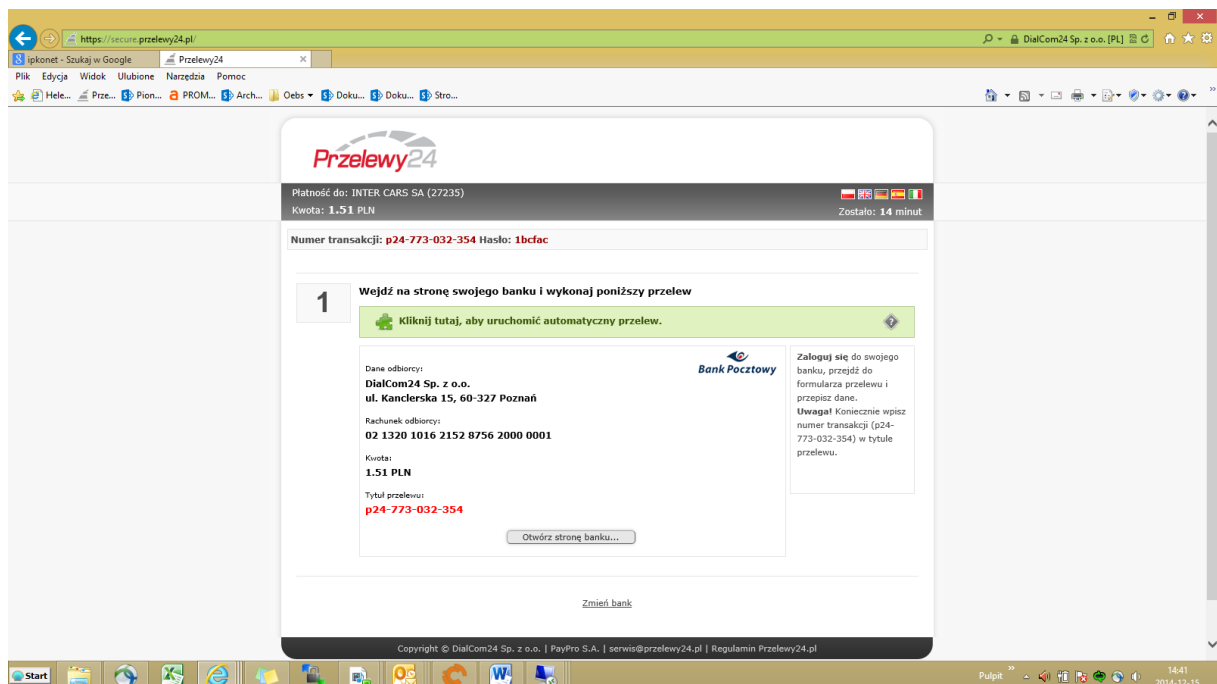 https://secure.przelewy24.pl/
DialCom24 Sp. z o.o. [PL]
ipkonet - Szukaj w Google
Przelewy24
Plik Edycja Widok Ulubione Narzędzia Pomoc
Hele... Prze... Pion... PROM... Arch... Oebs Doku... Doku... Stro...
Przelewy24
Płatność do: INTER CARS SA (27235)
Kwota: 1.51 PLN
Zostało: 14 minut
Numer transakcji: p24-773-032-354 Hasło: 1bcfac
1
Wejdź na stronę swojego banku i wykonaj poniższy przelew
Kliknij tutaj, aby uruchomić automatyczny przelew.
Bank Pocztowy
Dane odbiorcy:
DialCom24 Sp. z o.o.
ul. Kanclerska 15, 60-327 Poznań
Rachunek odbiorcy:
02 1320 1016 2152 8756 2000 0001
Kwota:
1.51 PLN
Tytuł przelewu:
p24-773-032-354
Otwórz stronę banku...
Zaloguj się do swojego
banku, przejdź do
formularza przelewu i
przepisz dane.
Uwaga! Koniecznie wpisz
numer transakcji (p24-
773-032-354) w tytule
przelewu.
Zmień bank
Copyright © DialCom24 Sp. z o.o. | PayPro S.A. | serwis@przelewy24.pl | Regulamin Przelewy24.pl
Start
Pulpit
14:41
2014-12-15